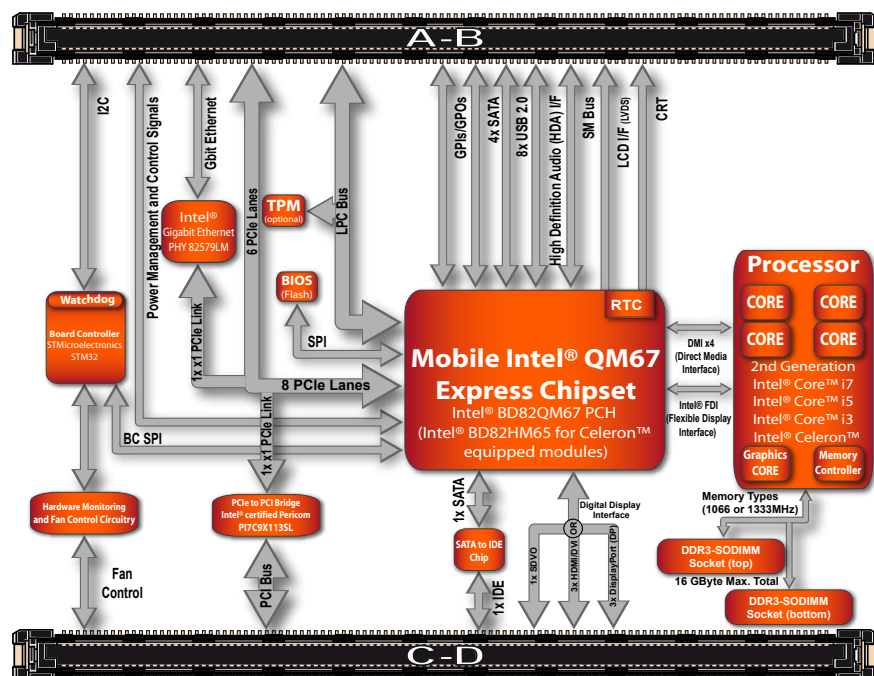 A-B
I2C
Power Management and Control Signals
Gbit Ethernet
6 PCIe Lanes
LPC Bus
GPIs/GPOs
4x SATA
8x USB 2.0
High Definition Audio (HDA) I/F
SM Bus
LCD I/F (LVDS)
CRT
Intel®
Gigabit Ethernet
PHY 82579LM
TPM
(optional)
BIOS
(Flash)
SPI
Watchdog
Board Controller
STMicroelectronics
STM32
1x x1 PCIe Link
8 PCIe Lanes
1x x1 PCIe Link
BC SPI
RTC
Mobile Intel® QM67
Express Chipset
Intel® BD82QM67 PCH
(Intel® BD82HM65 for Celeron™
equipped modules)
DMI x4
(Direct Media
Interface)
Intel® FDI
(Flexible Display
Interface)
Processor
CORE
CORE
CORE
CORE
2nd Generation
Intel® Core™ i7
Intel® Core™ i5
Intel® Core™ i3
Intel® Celeron™
Graphics
CORE
Memory
Controller
Memory Types
(1066 or 1333MHz)
DDR3-SODIMM
Socket (top)
16 GByte Max. Total
DDR3-SODIMM
Socket (bottom)
Hardware Monitoring
and Fan Control Circuitry
Fan
Control
PCIe to PCI Bridge
Intel® certified Pericom
PI7C9X113SL
PCI Bus
1x SATA
SATA to IDE
Chip
1x IDE
Digital Display
Interface
OR
1x SDVO
3x HDMI/DVI
3x DisplayPort (DP)
C-D